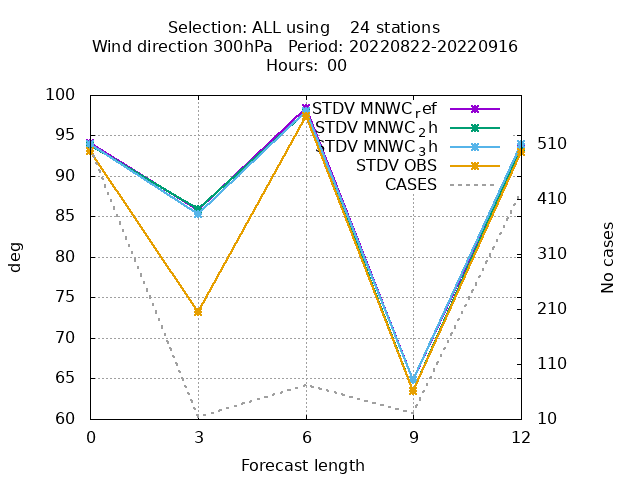 Selection: ALL using    24 stations
Wind direction 300hPa   Period: 20220822-20220916
Hours:  00
STDV MNWC_ref
STDV MNWC_2h
STDV MNWC_3h
STDV OBS
CASES
100
95
90
85
80
75
70
65
60
deg
510
410
310
210
110
10
No cases
0 3 6 9 12
Forecast length